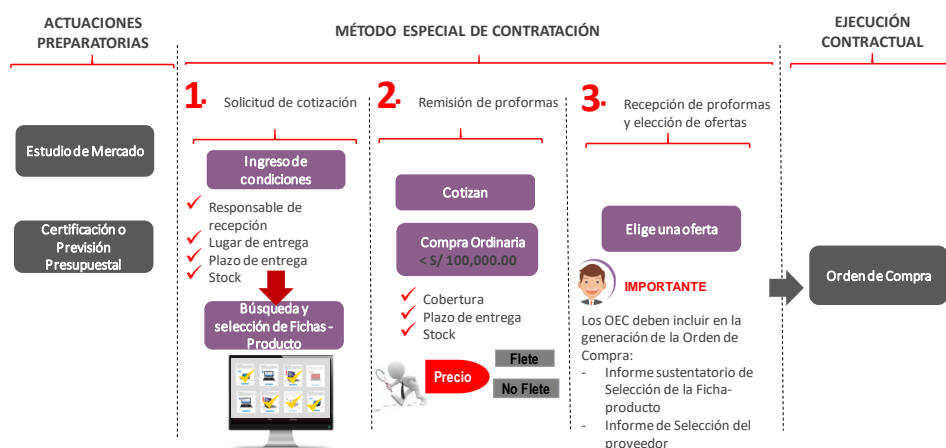 ACTUACIONES
PREPARATORIAS
MÉTODO ESPECIAL DE CONTRATACIÓN
EJECUCIÓN
CONTRACTUAL
Estudio de Mercado
Certificación o
Previsión
Presupuestal
1. Solicitud de cotización
Ingreso de
condiciones
Responsable de
recepción
Lugar de entrega
Plazo de entrega
Stock
Búsqueda y
selección de Fichas -
Producto
2. Remisión de proformas
Cotizan
Compra Ordinaria
< S/ 100,000.00
Cobertura
Plazo de entrega
Stock
Precio
Flete
No Flete
3. Recepción de proformas
y elección de ofertas
Elige una oferta
IMPORTANTE
Los OEC deben incluir en la
generación de la Orden de
Compra:
- Informe sustentatorio de
Selección de la Ficha-
producto
- Informe de Selección del
proveedor
Orden de Compra